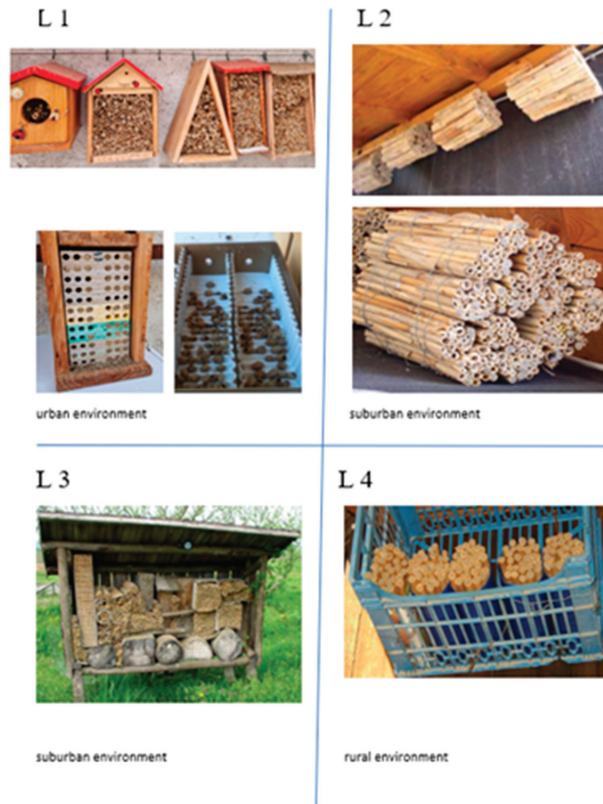 L 1
L 2
urban environment
suburban environment
L 3
L 4
suburban environment
rural environment